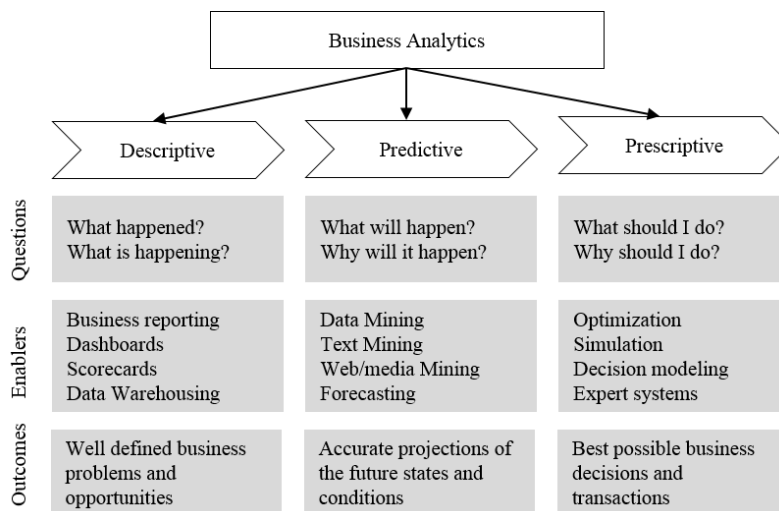 Business Analytics
Descriptive
Predictive
Prescriptive
Questions
What happened?
What is happening?
What will happen?
Why will it happen?
What should I do?
Why should I do?
Enablers
Business reporting
Dashboards
Scorecards
Data Warehousing
Data Mining
Text Mining
Web/media Mining
Forecasting
Optimization
Simulation
Decision modeling
Expert systems
Outcomes
Well defined business
problems and
opportunities
Accurate projections of
the future states and
conditions
Best possible business
decisions and
transactions